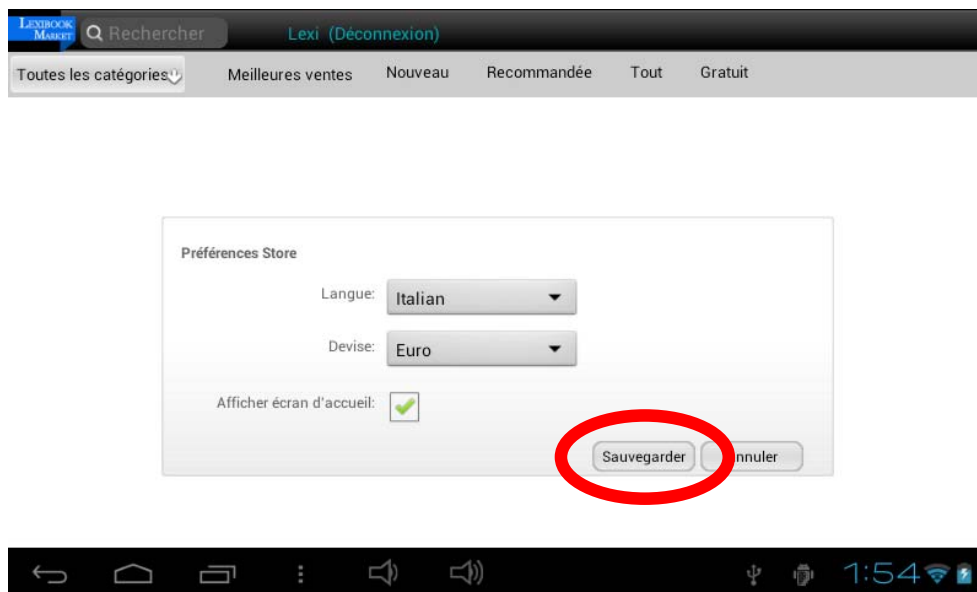 LEXIBOOK
MARKET
Rechercher
Lexi (Déconnexion)
Toutes les catégories
Meilleures ventes
Nouveau
Recommandée
Tout
Gratuit
Préférences Store
Langue:
Italian
Devise:
Euro
Afficher écran d'accueil:
Sauvegarder
nnuler
1:54